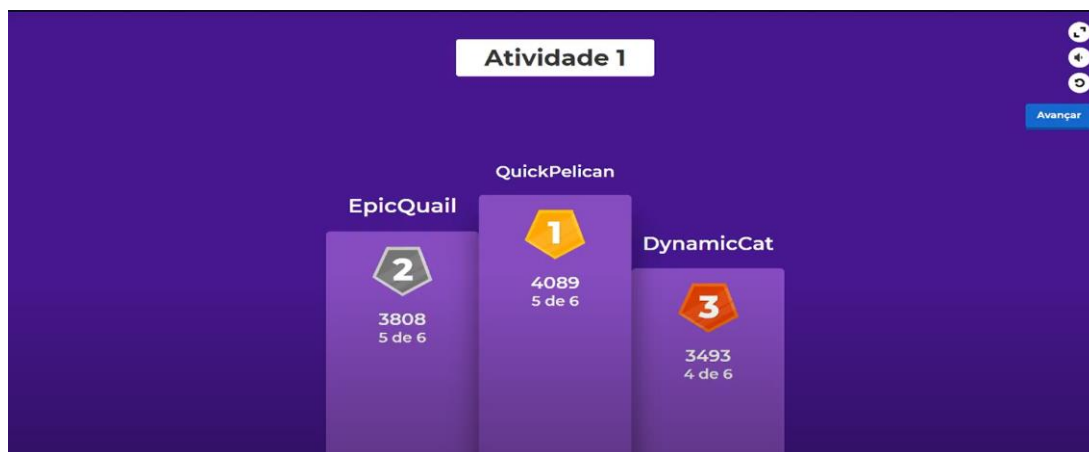 Atividade 1
Avançar
QuickPelican
1
4089
5 de 6
EpicQuail
2
3808
5 de 6
DynamicCat
3
3493
4 de 6